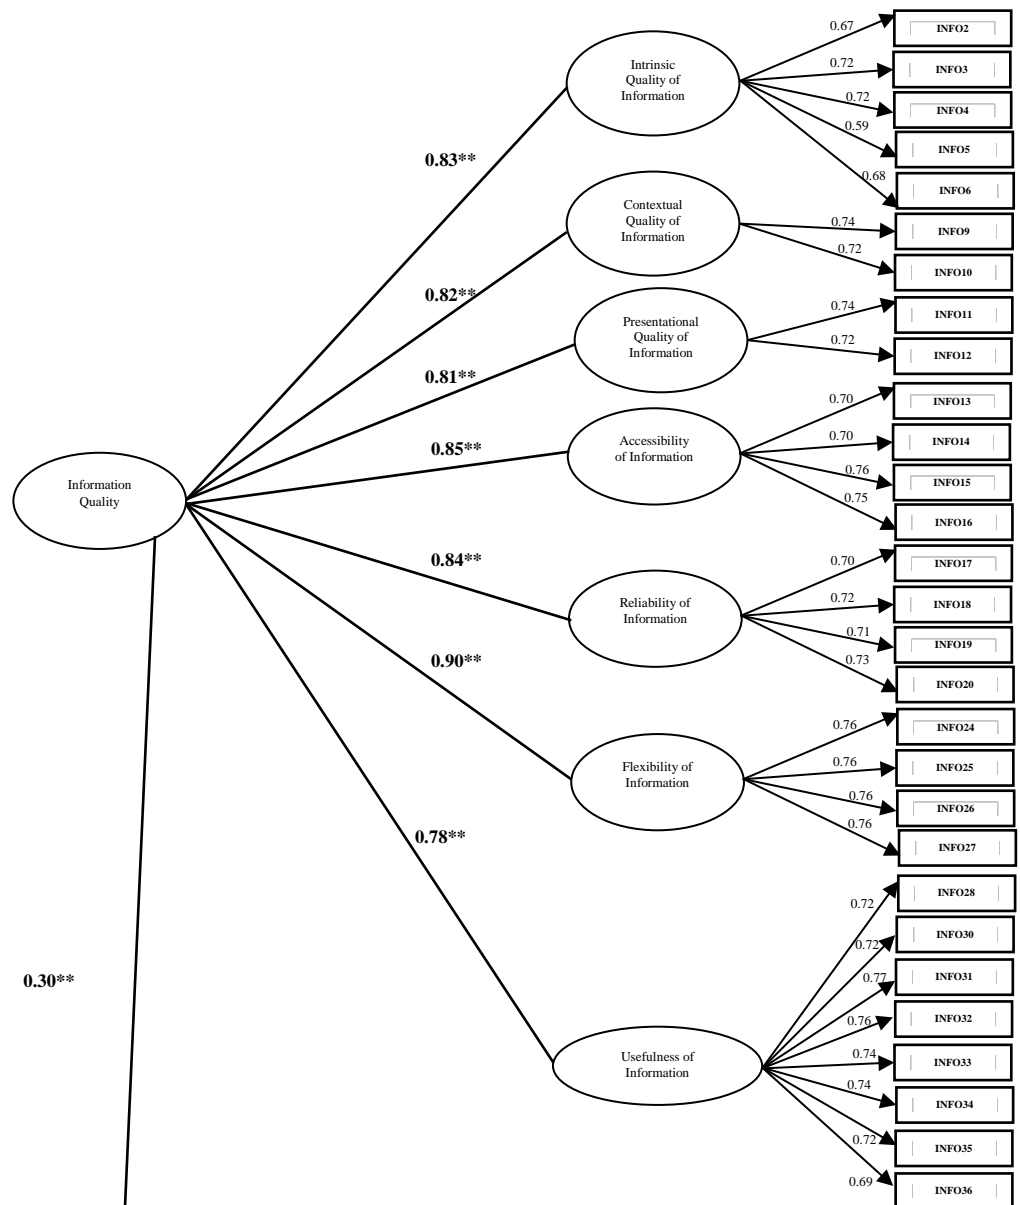 0.67
INFO2
Intrinsic
Quality of
Information
0.72
INFO3
0.72
INFO4
0.59
INFO5
0.68
INFO6
0.83**
Contextual
Quality of
Information
0.74
INFO9
0.72
INFO10
0.82**
Presentational
Quality of
Information
0.74
INFO11
0.72
INFO12
0.81**
Accessibility
of Information
0.70
INFO13
0.70
INFO14
0.76
INFO15
0.75
INFO16
0.85**
Information
Quality
0.84**
Reliability of
Information
0.70
INFO17
0.72
INFO18
0.71
INFO19
0.73
INFO20
0.90**
Flexibility of
Information
0.76
INFO24
0.76
INFO25
0.76
INFO26
0.76
INFO27
0.78**
Usefulness of
Information
0.72
INFO28
0.72
INFO30
0.77
INFO31
0.76
INFO32
0.74
INFO33
0.74
INFO34
0.72
INFO35
0.69
INFO36
0.30**